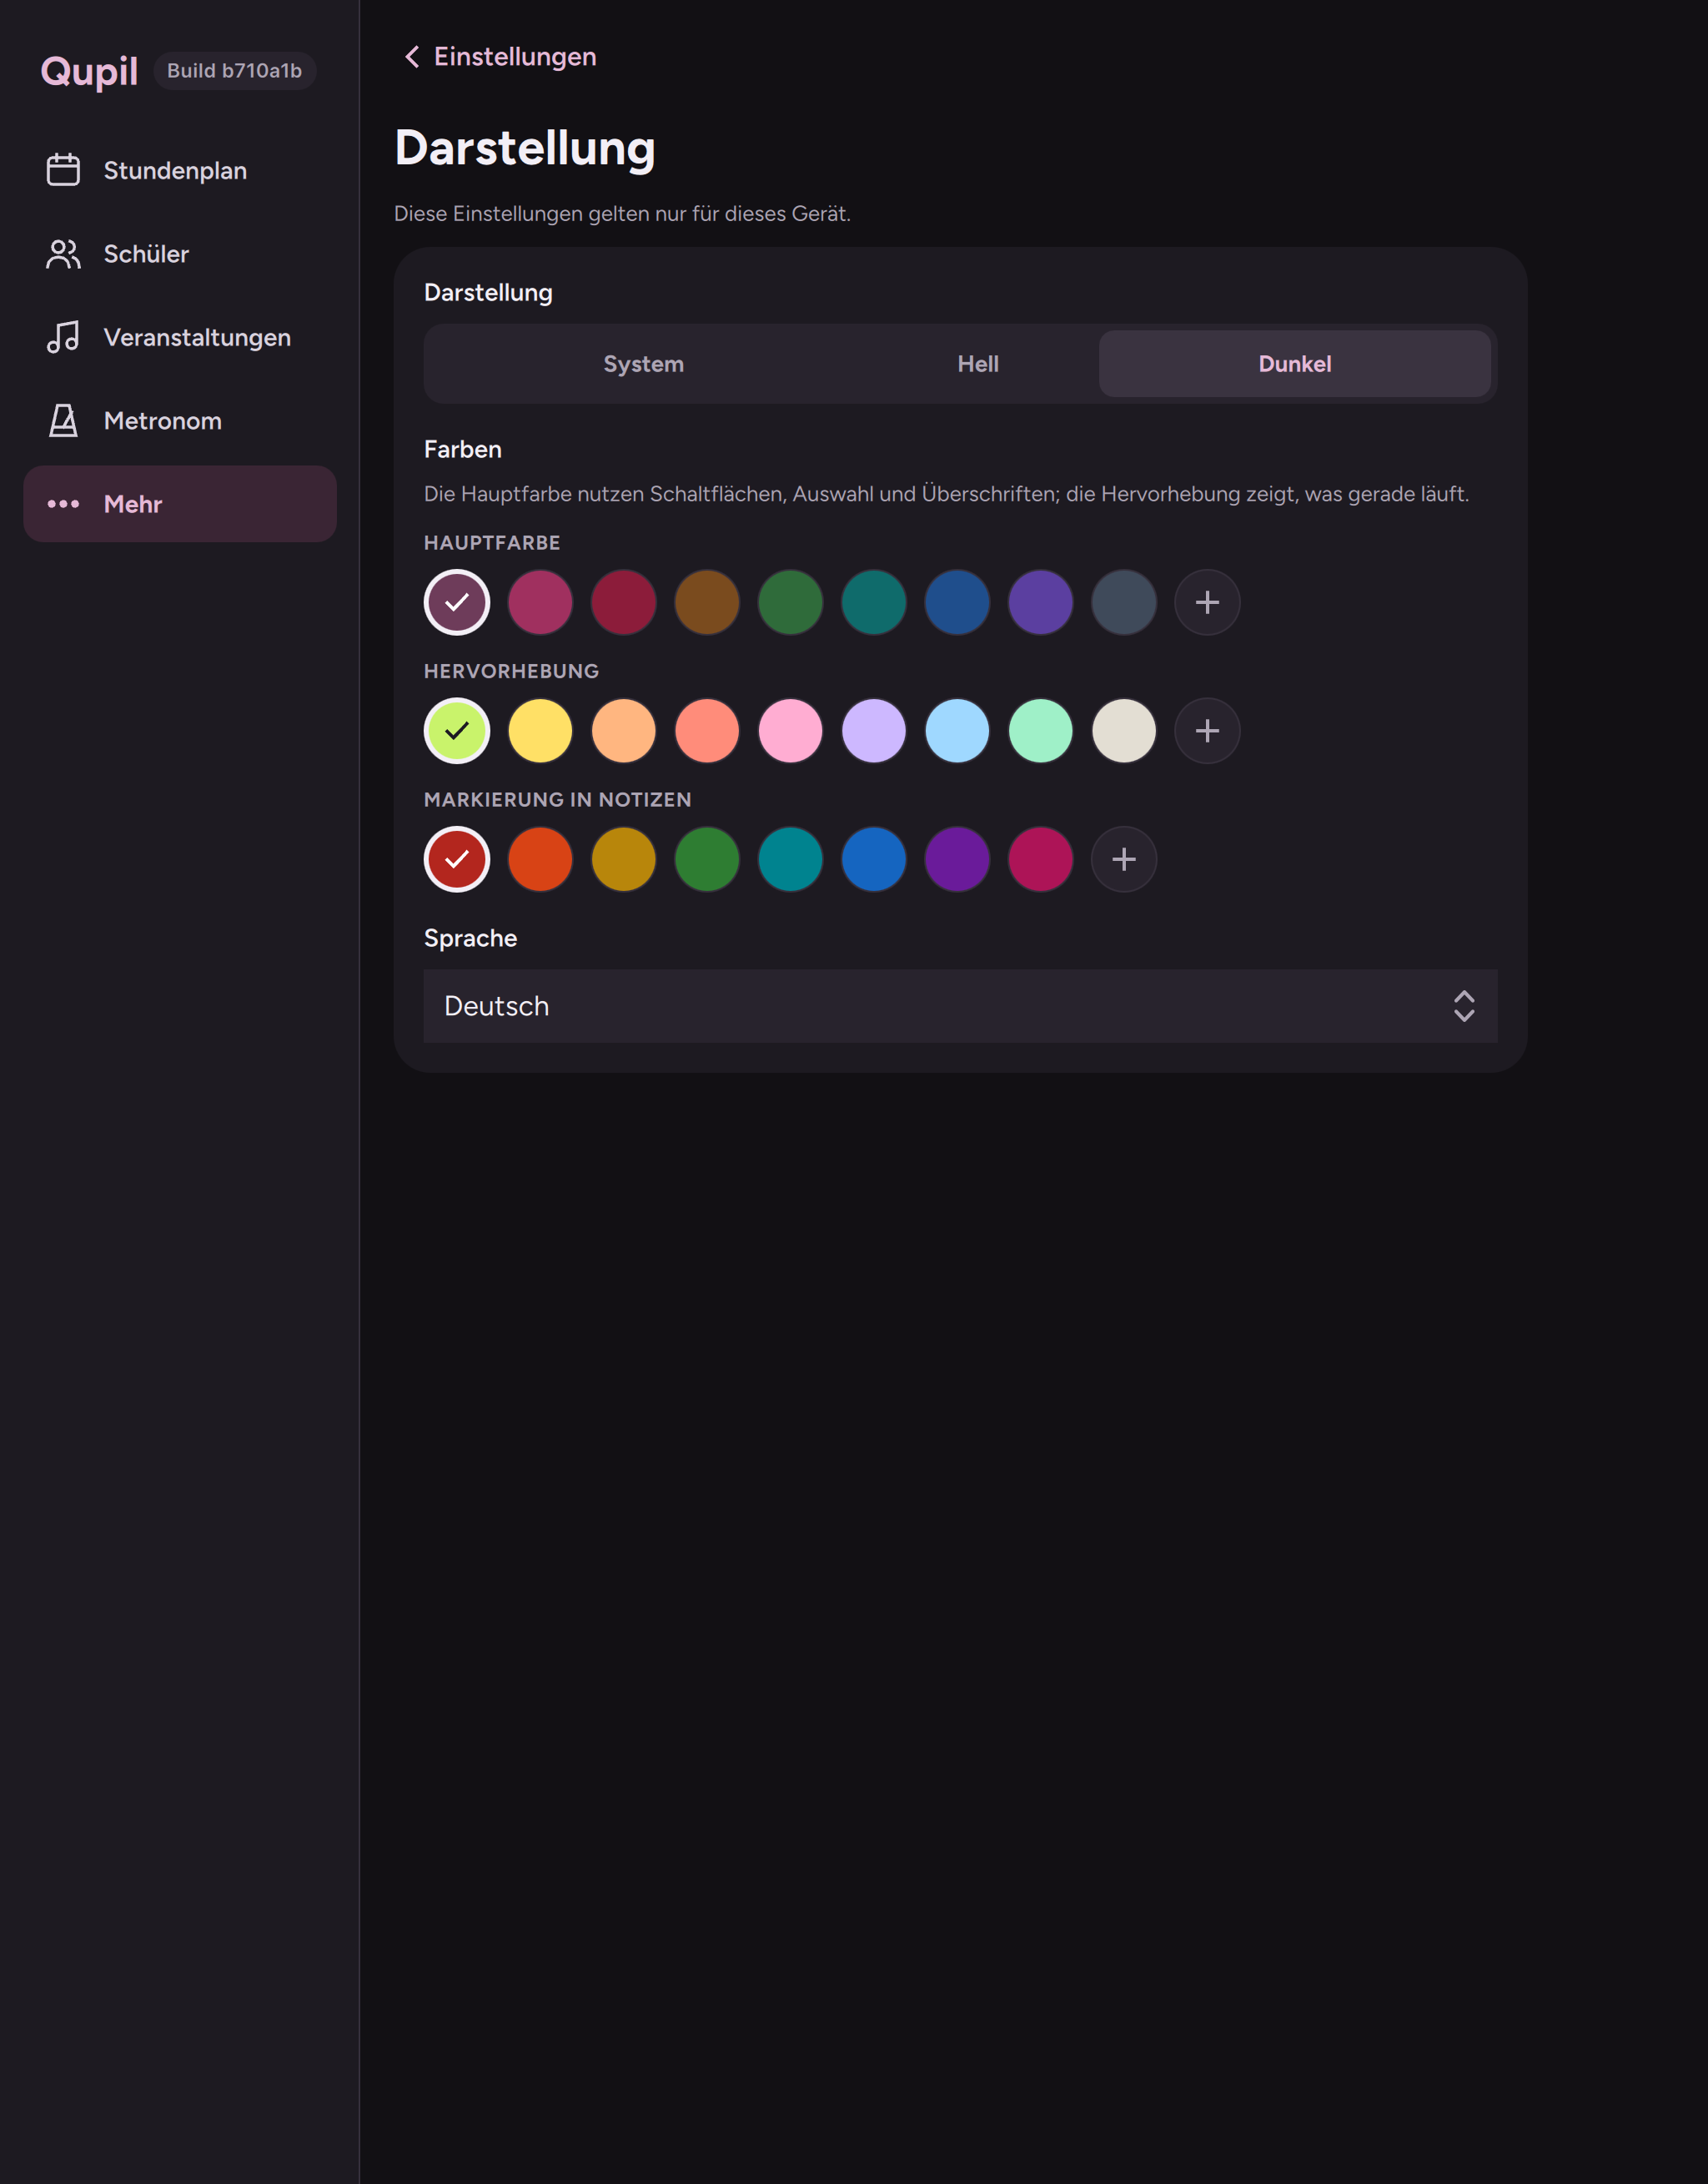 Qupil
Build b710a1b
Stundenplan
Schüler
Veranstaltungen
Metronom
Mehr
Einstellungen
Darstellung
Diese Einstellungen gelten nur für dieses Gerät.
Darstellung
System
Hell
Dunkel
Farben
Die Hauptfarbe nutzen Schaltflächen, Auswahl und Überschriften; die Hervorhebung zeigt, was gerade läuft.
HAUPTFARBE
HERVORHEBUNG
MARKIERUNG IN NOTIZEN
Sprache
Deutsch